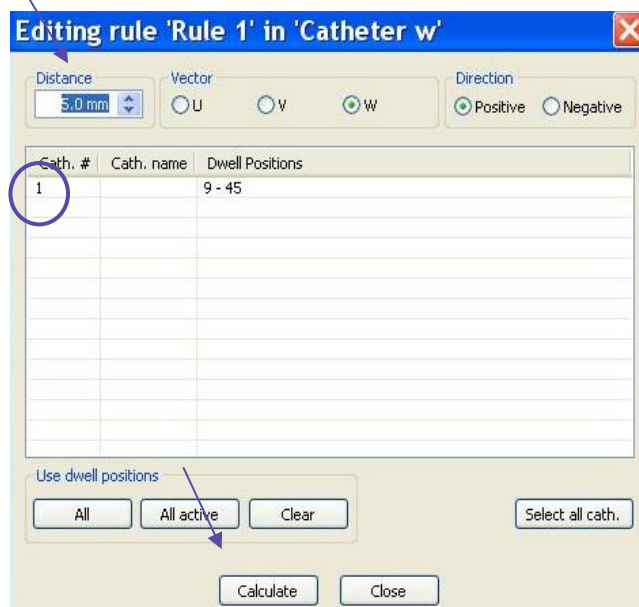 Editing rule 'Rule 1' in 'Catheter w'
Distance Vector Direction
5.0 mm U V W Positive Negative
Cath. # Cath. name Dwell Positions
1 9 - 45
Use dwell positions
All All active Clear Select all cath.
Calculate Close